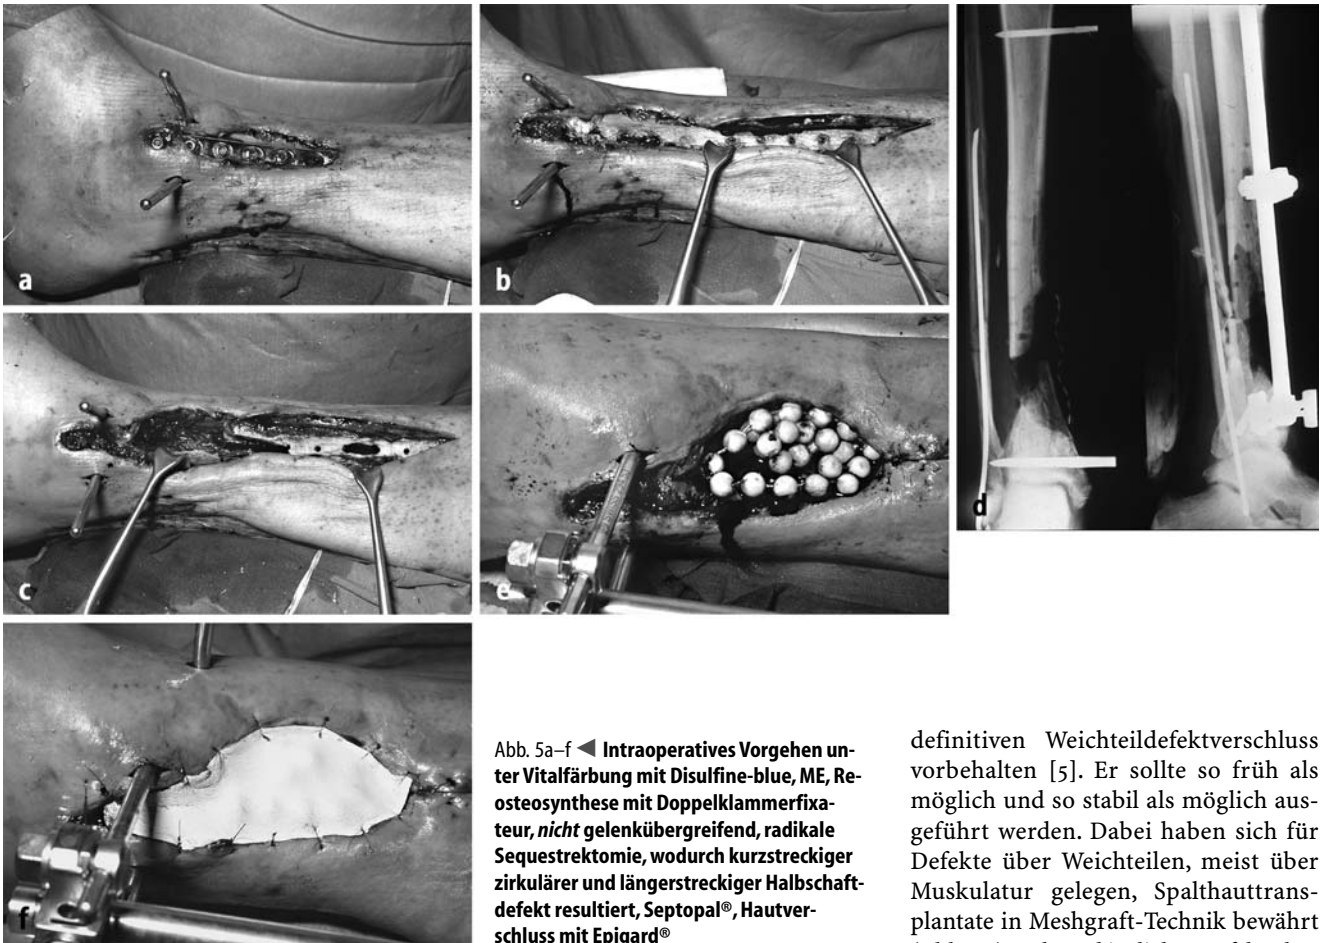 a
b
c
d
e
f
Abb. 5a–f ◀ Intraoperatives Vorgehen un-
ter Vitalfärbung mit Disulfine-blue, ME, Re-
osteosynthese mit Doppelklammerfixa-
teur, nicht gelenkübergreifend, radikale
Sequestrektomie, wodurch kurzstreckiger
zirkulärer und längerstreckiger Halbschaft-
defekt resultiert, Septopal®, Hautver-
schluss mit Epigard®
definitiven Weichteildefektverschluss
vorbehalten [5]. Er sollte so früh als
möglich und so stabil als möglich aus-
geführt werden. Dabei haben sich für
Defekte über Weichteilen, meist über
Muskulatur gelegen, Spalthauttrans-
plantate in Meshgraft-Technik bewährt